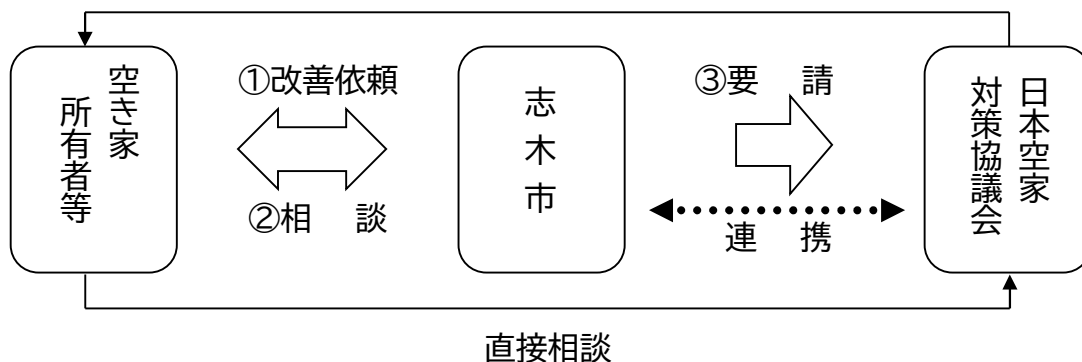 空き家
所有者等
①改善依頼
②相　談
志木市
③要　請
連　携
日本空家
対策協議会
直接相談